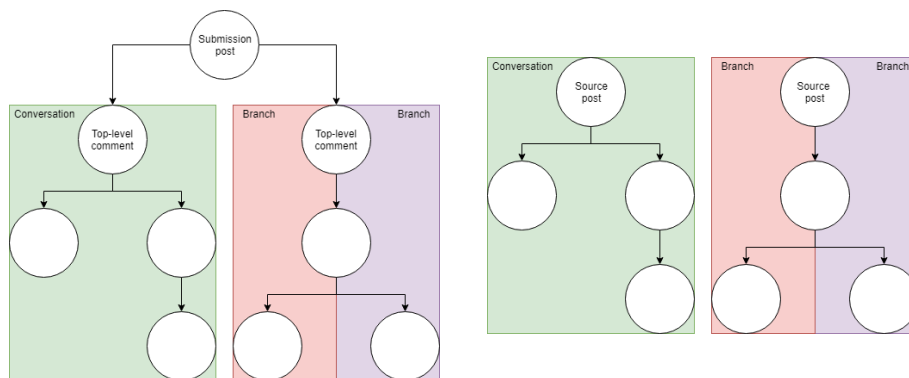 Submission
post
Conversation
Top-level
comment
Branch
Branch
Top-level
comment
Conversation
Source
post
Branch
Branch
Source
post